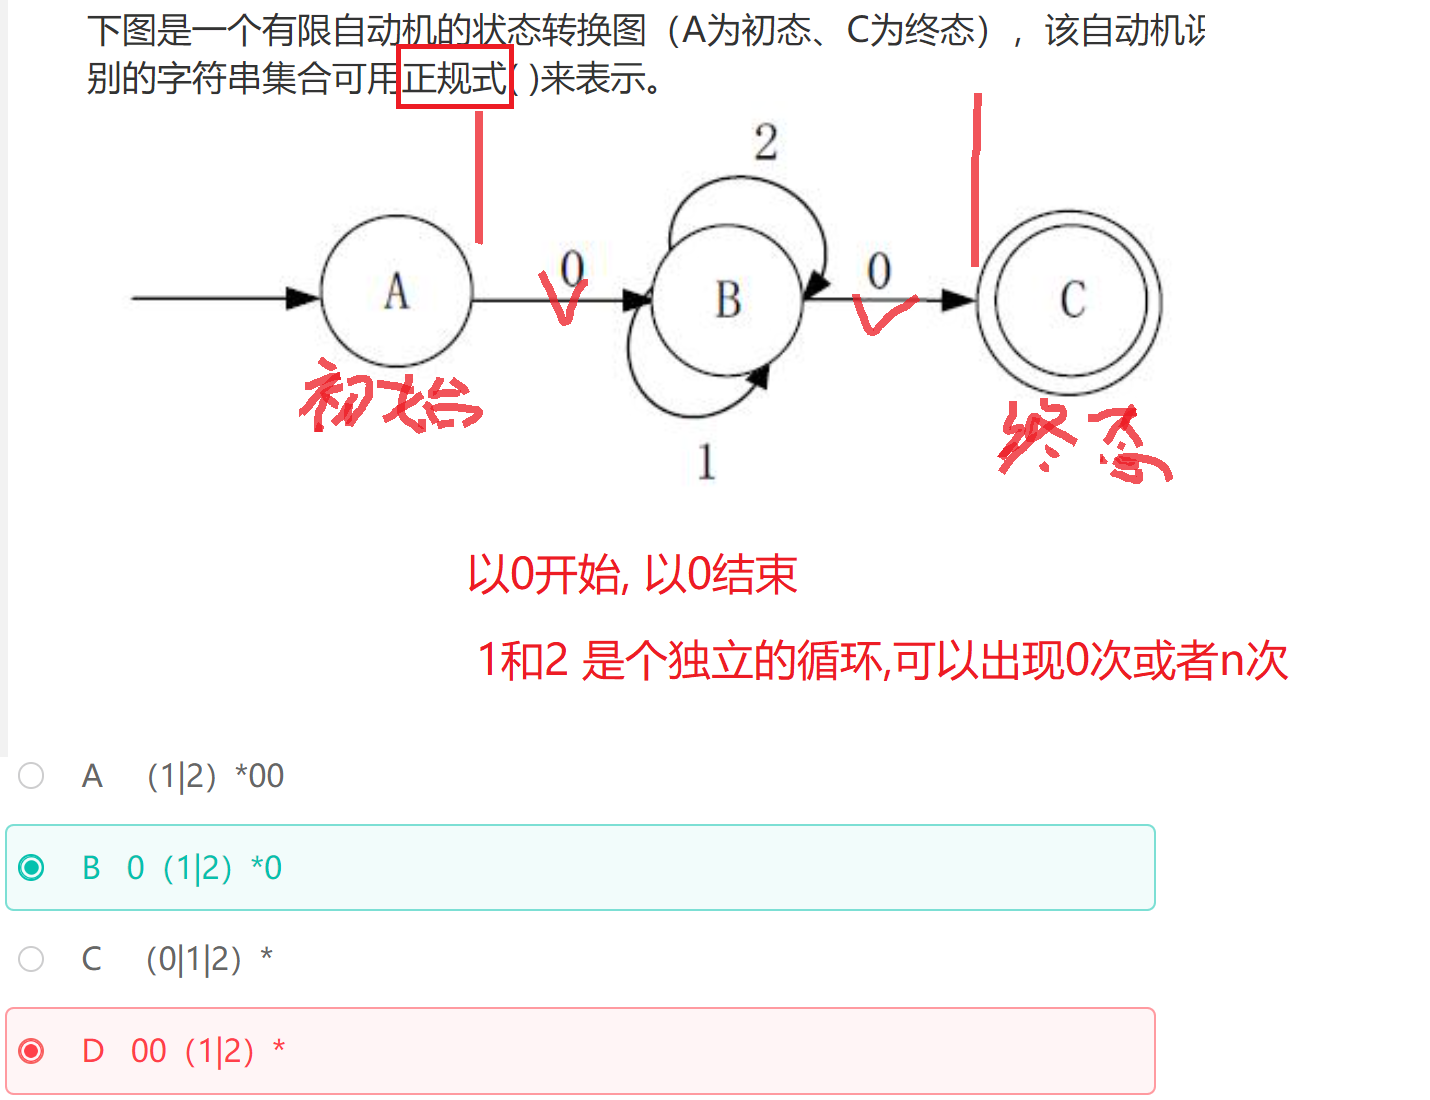 下图是一个有限自动机的状态转换图（A为初态、C为终态），该自动机识
别的字符串集合可用正规式( )来表示。
2
A 0 B 0 C
初始
终态
1
以0开始, 以0结束
1和2 是个独立的循环,可以出现0次或者n次
A （1|2）*00
B 0（1|2）*0
C （0|1|2）*
D 00（1|2）*